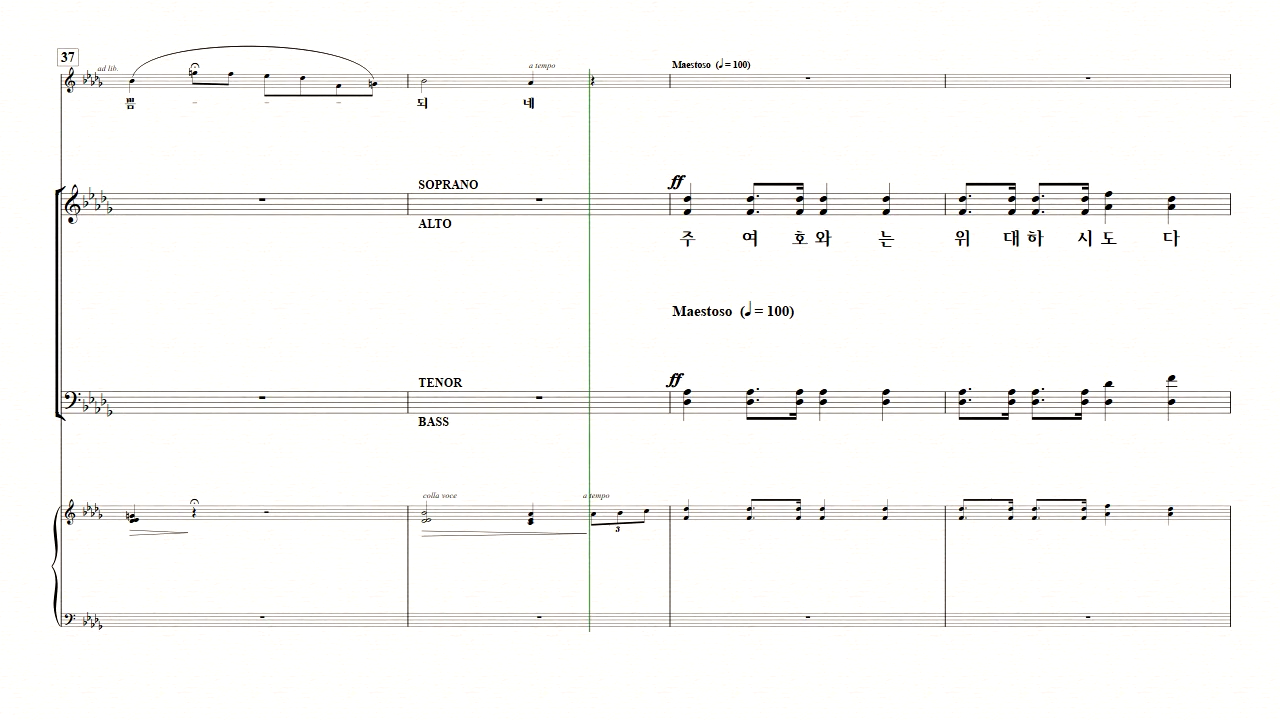 37
ad lib.
a tempo
Maestoso (♩= 100)
쁨 - - - 되 네
SOPRANO
ff
ALTO
주 여 호 와 는 위 대 하 시 도 다
Maestoso (♩= 100)
TENOR
ff
BASS
colla voce
a tempo
3